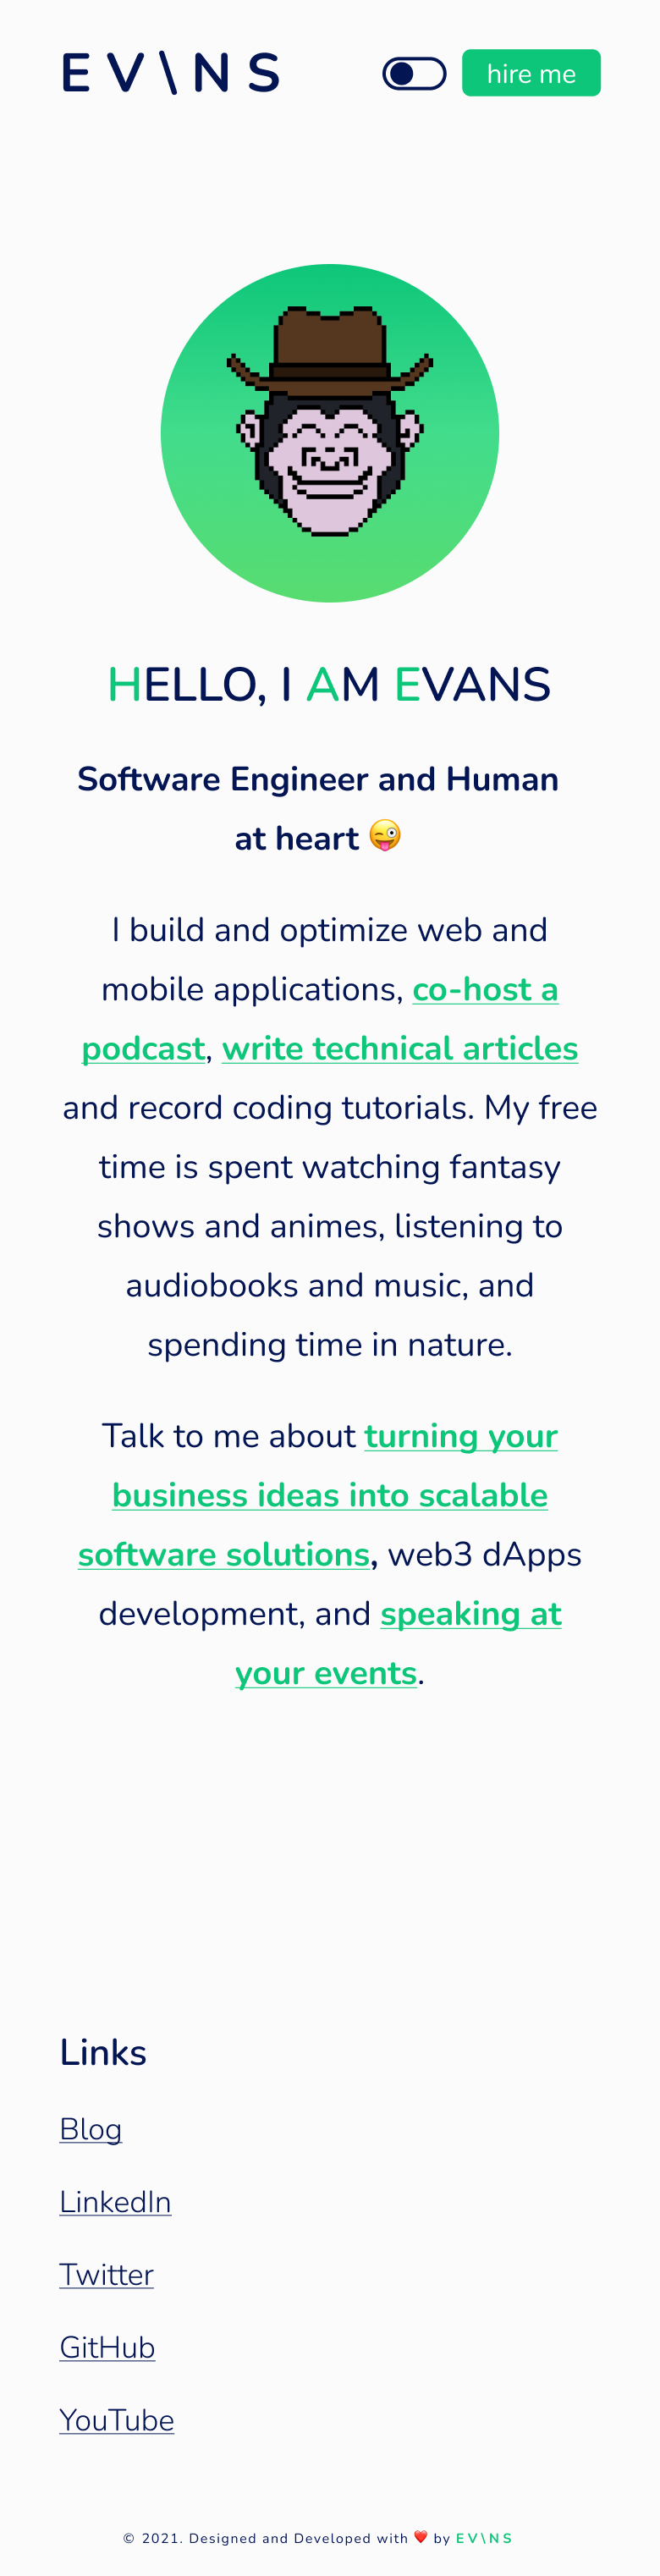 EV\NS
hire me
HELLO, I AM EVANS
Software Engineer and Human
at heart 😜
I build and optimize web and
mobile applications, co-host a
podcast, write technical articles
and record coding tutorials. My free
time is spent watching fantasy
shows and animes, listening to
audiobooks and music, and
spending time in nature.
Talk to me about turning your
business ideas into scalable
software solutions, web3 dApps
development, and speaking at
your events.
Links
Blog
LinkedIn
Twitter
GitHub
YouTube
© 2021. Designed and Developed with ❤️ by EV\NS